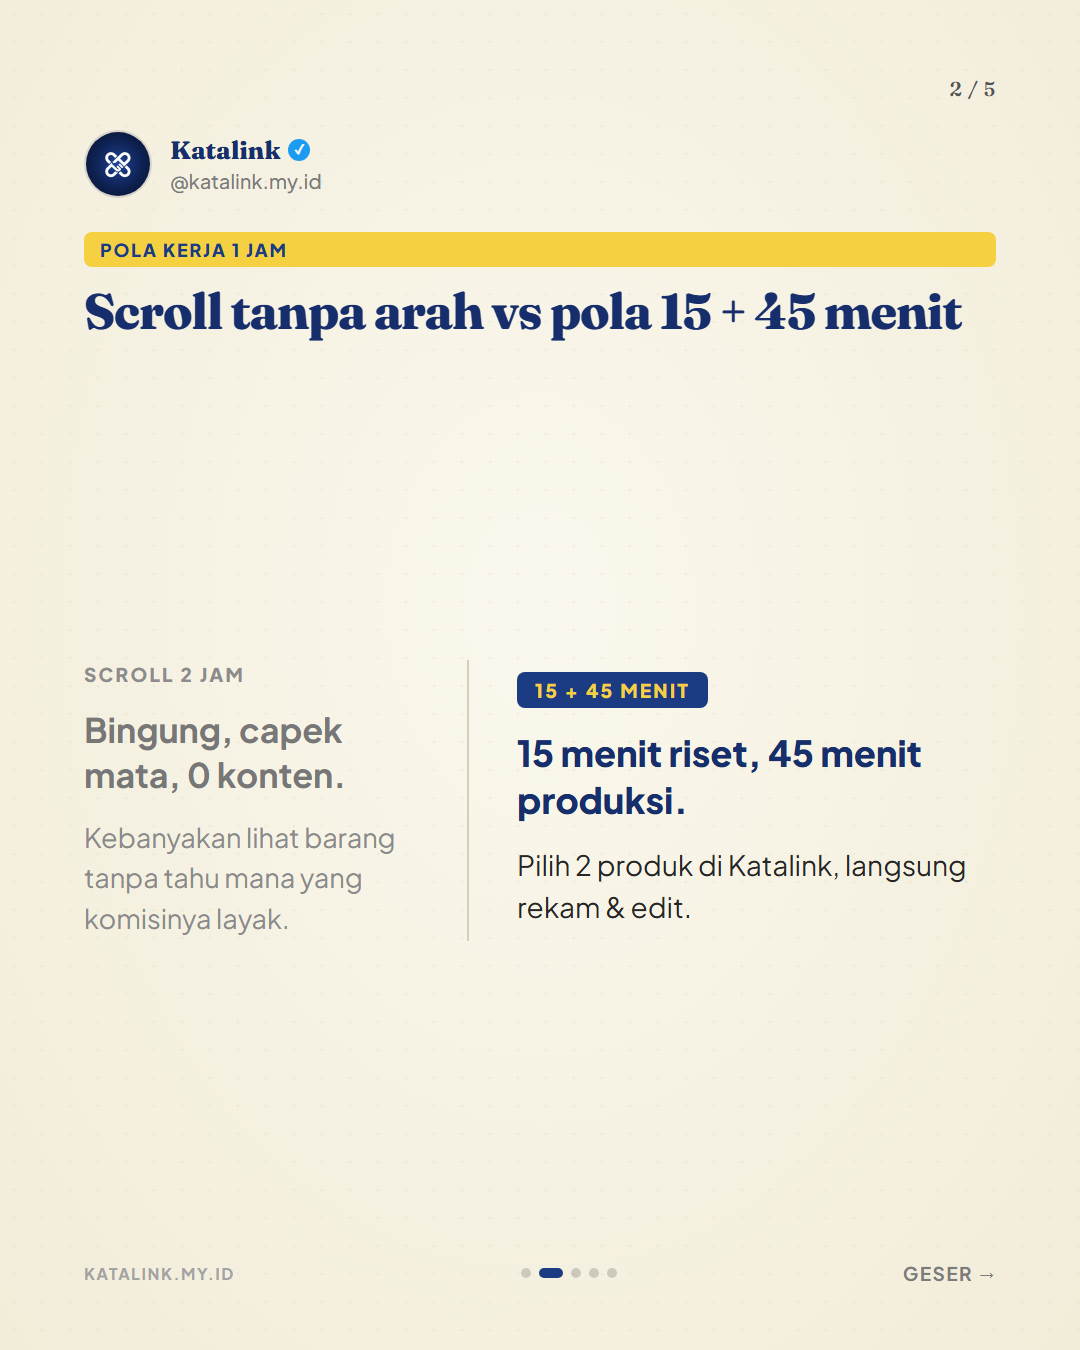 2 / 5
Katalink
@katalink.my.id
POLA KERJA 1 JAM
Scroll tanpa arah vs pola 15 + 45 menit
SCROLL 2 JAM
Bingung, capek
mata, 0 konten.
Kebanyakan lihat barang
tanpa tahu mana yang
komisinya layak.
15 + 45 MENIT
15 menit riset, 45 menit
produksi.
Pilih 2 produk di Katalink, langsung
rekam & edit.
KATALINK.MY.ID
GESER →